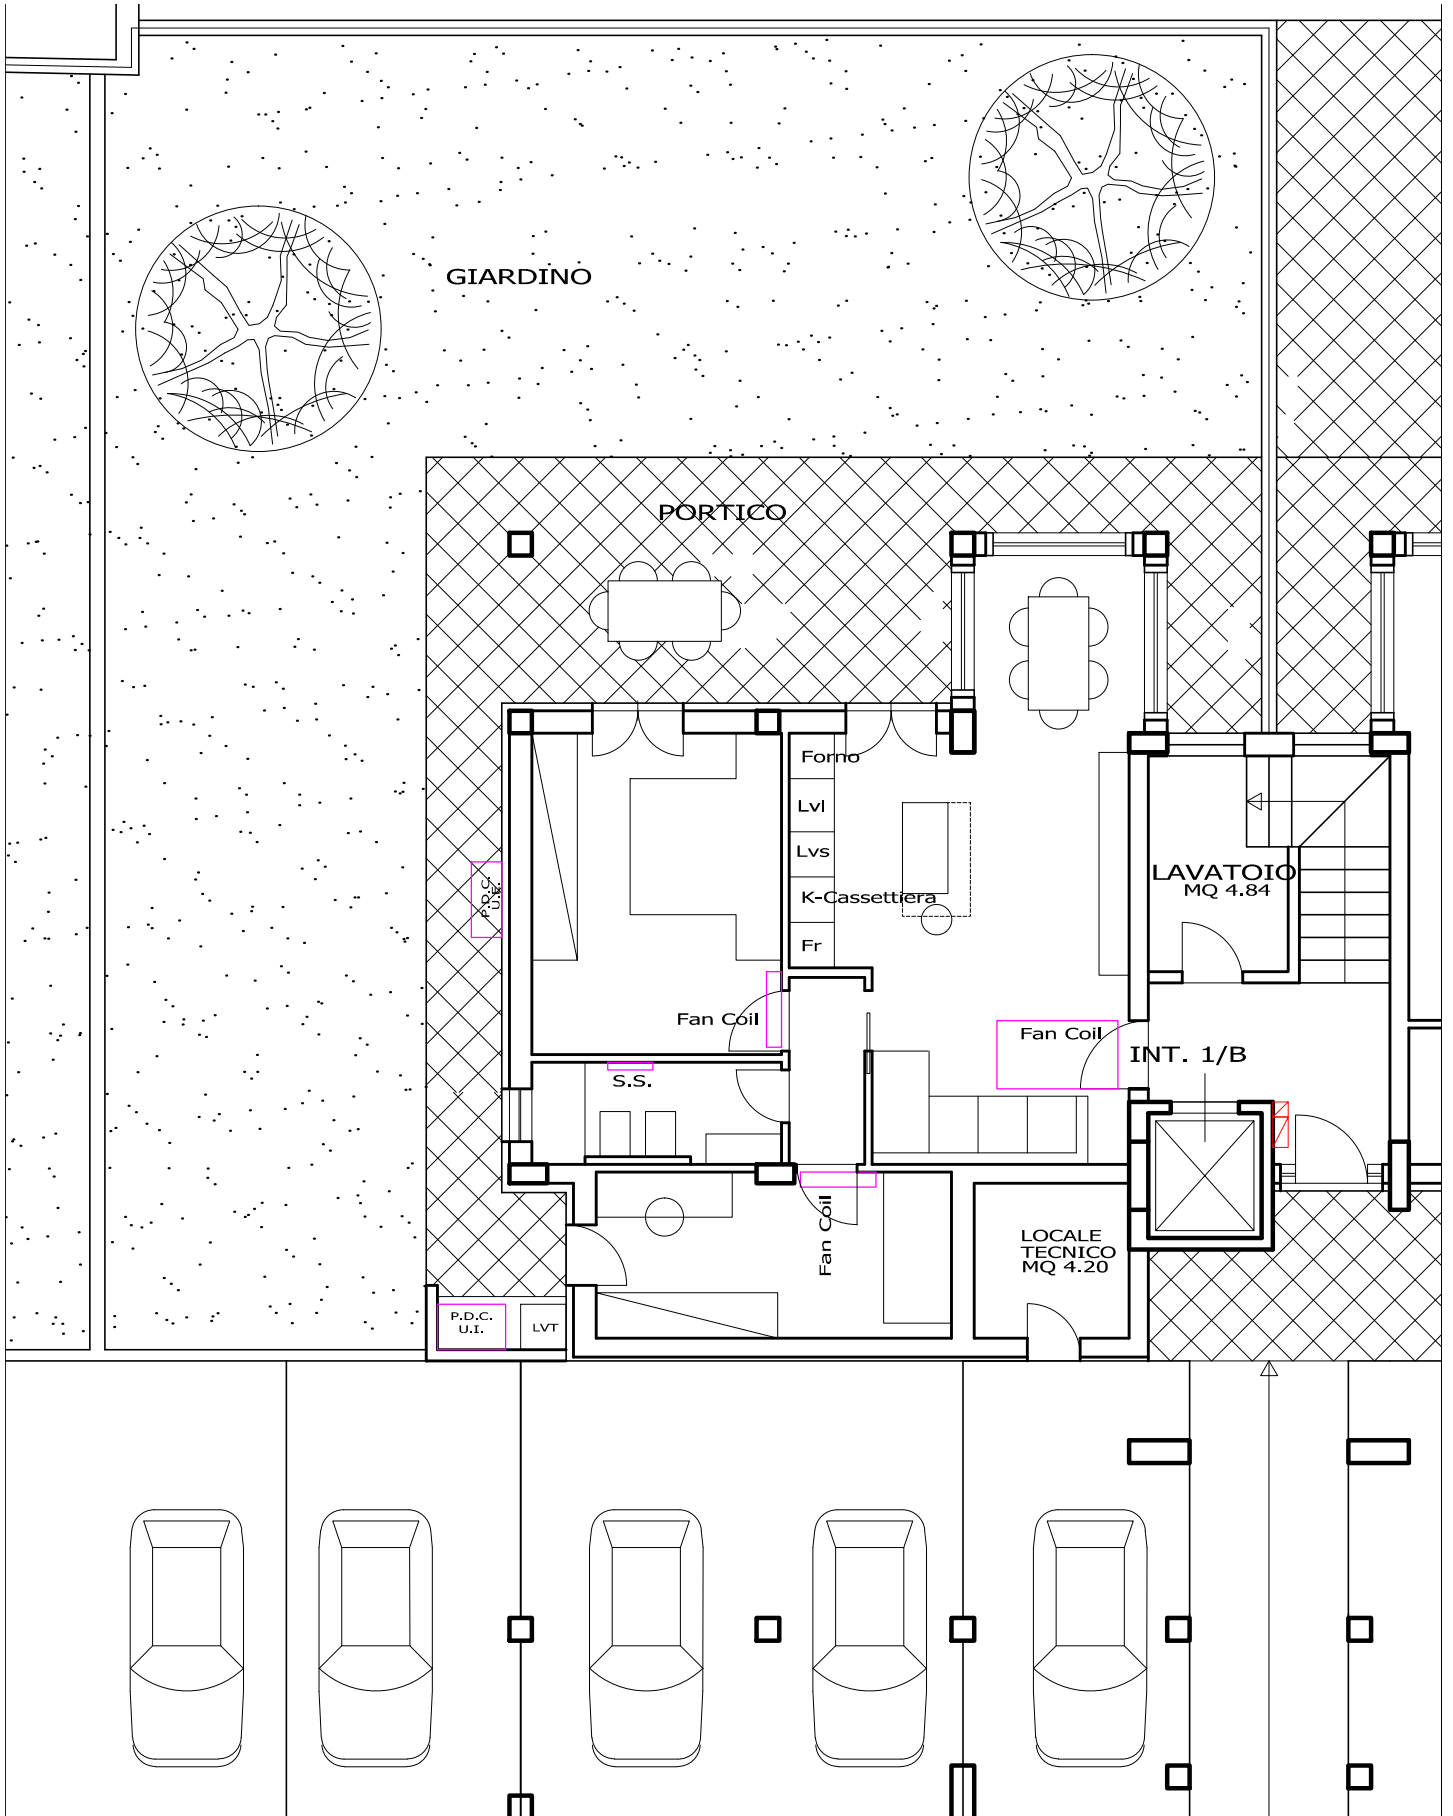 GIARDINO
PORTICO
Forno
Lvl
Lvs
K-Cassettiera
Fr
P.D.C.
U.E.
LAVATOIO
MQ 4.84
Fan Coil
Fan Coil
INT. 1/B
S.S.
Fan Coil
LOCALE
TECNICO
MQ 4.20
P.D.C.
U.I.
LVT